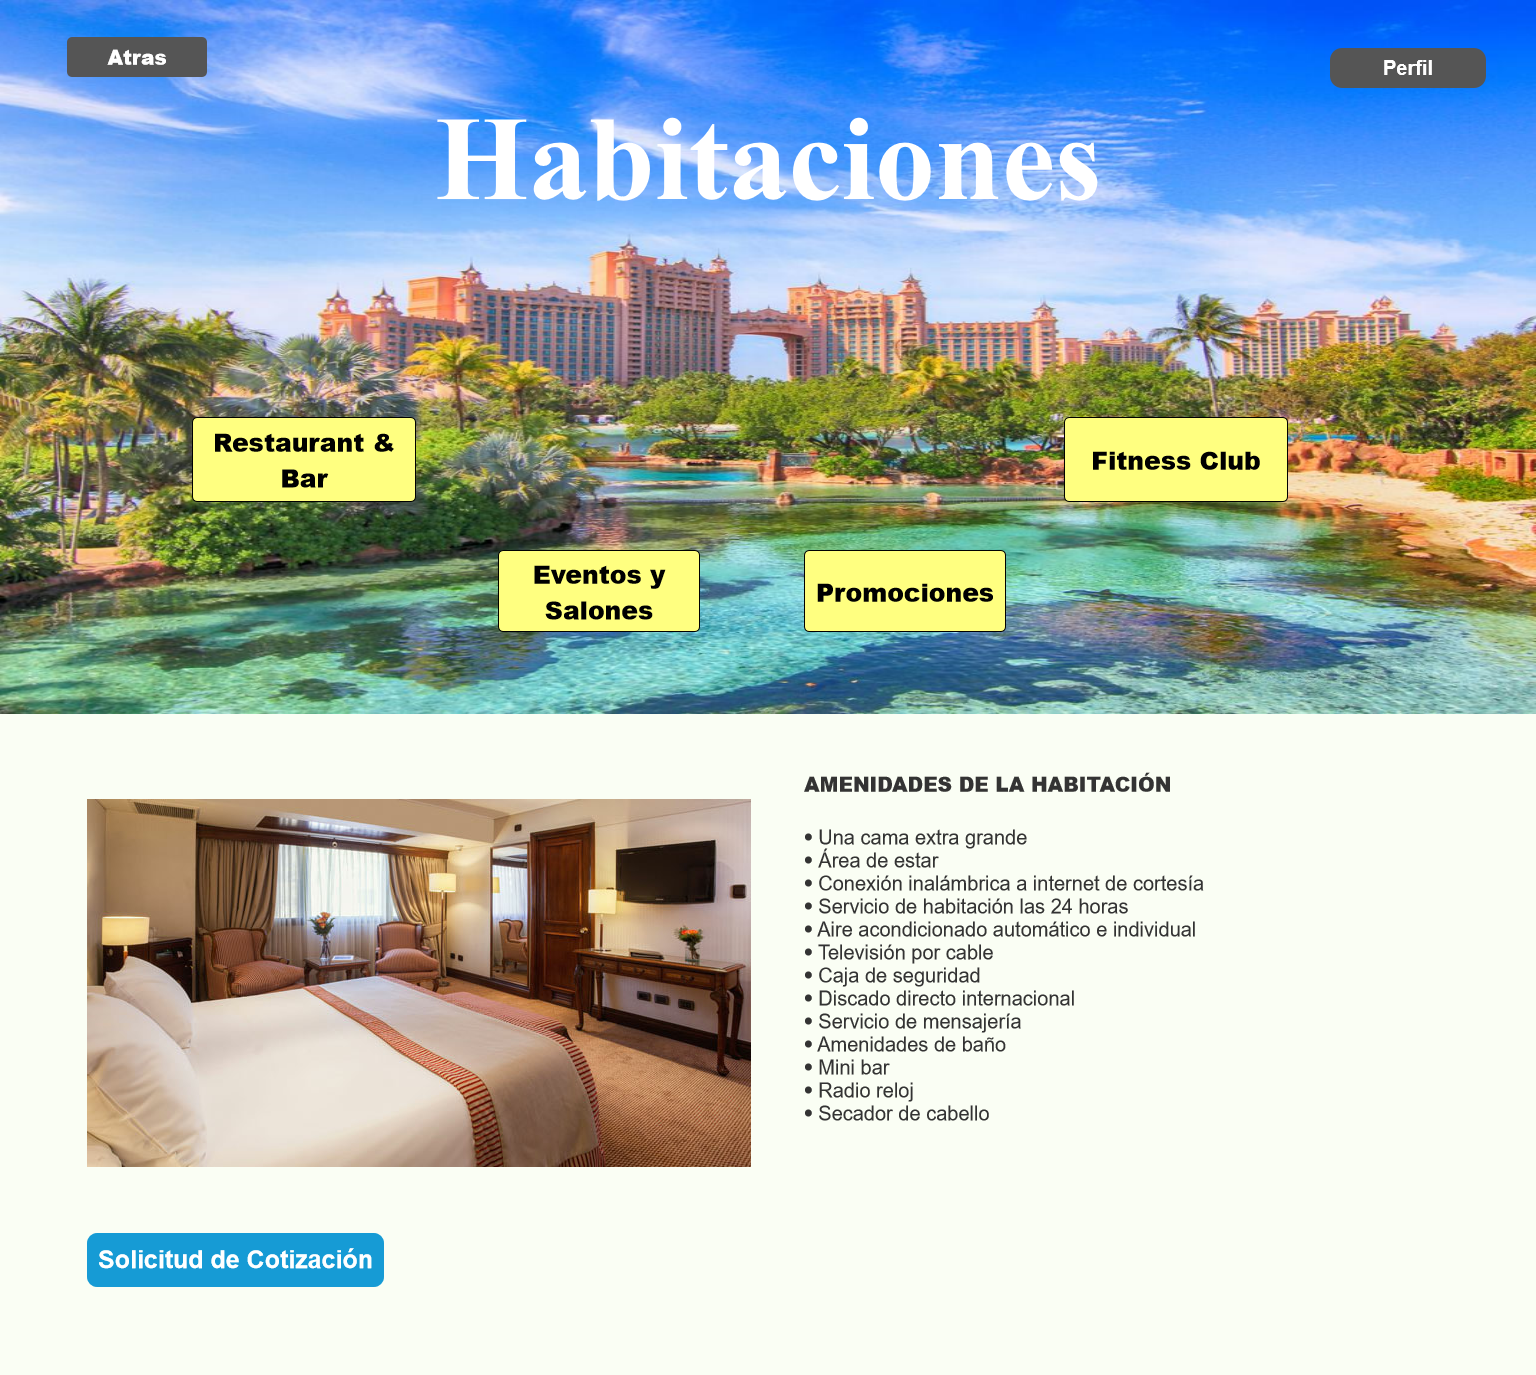 Atras
Perfil
Habitaciones
Restaurant &
Bar
Fitness Club
Eventos y
Salones
Promociones
AMENIDADES DE LA HABITACIÓN
• Una cama extra grande
• Área de estar
• Conexión inalámbrica a internet de cortesía
• Servicio de habitación las 24 horas
• Aire acondicionado automático e individual
• Televisión por cable
• Caja de seguridad
• Discado directo internacional
• Servicio de mensajería
• Amenidades de baño
• Mini bar
• Radio reloj
• Secador de cabello
Solicitud de Cotización